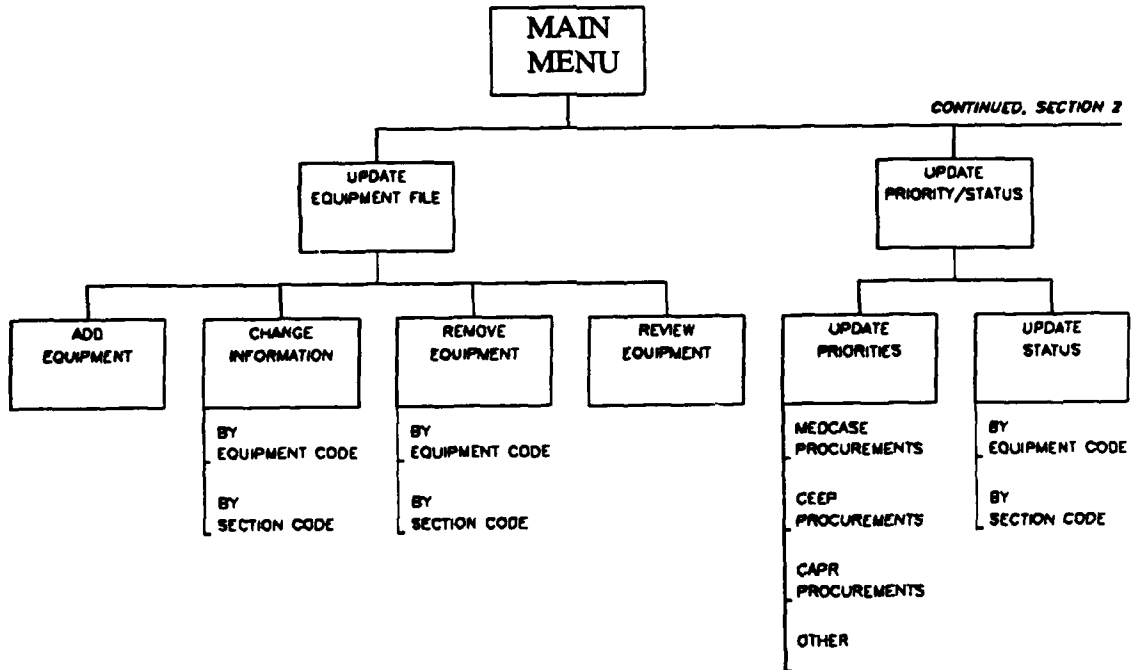 MAIN
MENU
CONTINUED, SECTION 2
UPDATE
EQUIPMENT FILE
UPDATE
PRIORITY/STATUS
ADD
EQUIPMENT
CHANGE
INFORMATION
REMOVE
EQUIPMENT
REVIEW
EQUIPMENT
UPDATE
PRIORITIES
UPDATE
STATUS
BY
EQUIPMENT CODE
BY
SECTION CODE
BY
EQUIPMENT CODE
BY
SECTION CODE
MEDCASE
PROCUREMENTS
CEEP
PROCUREMENTS
CAPR
PROCUREMENTS
OTHER
BY
EQUIPMENT CODE
BY
SECTION CODE